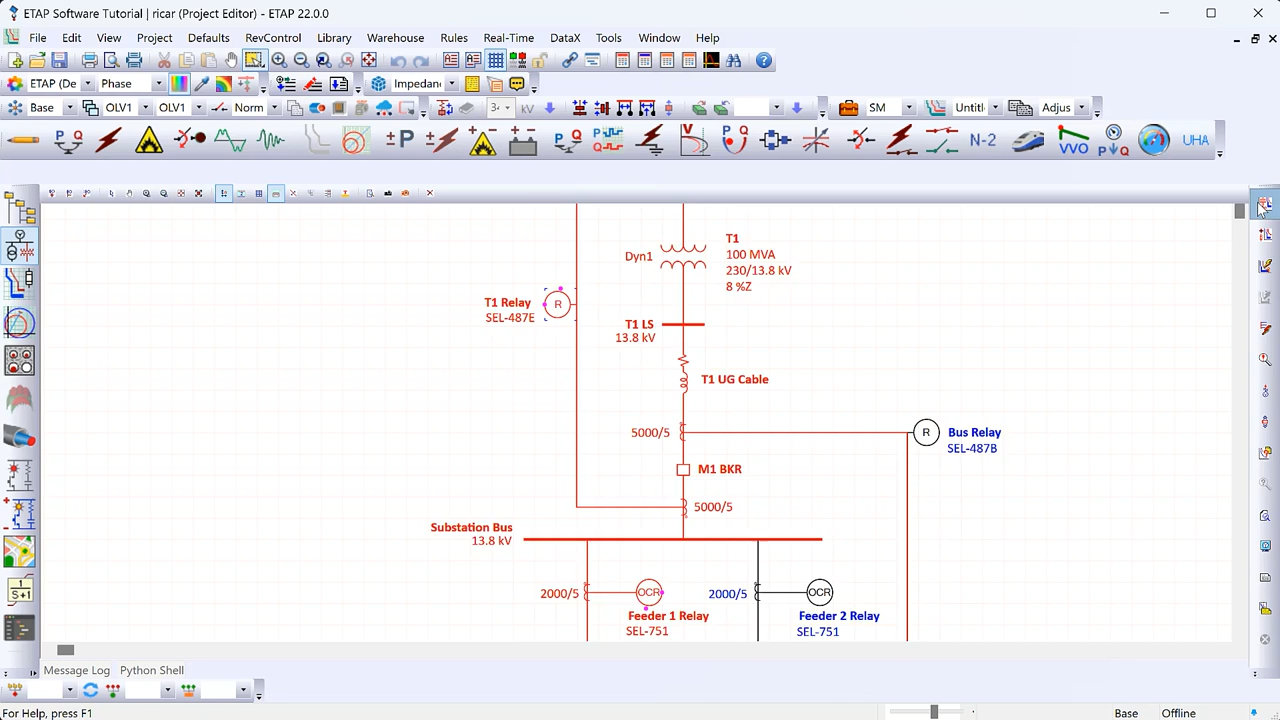 ETAP Software Tutorial | ricar (Project Editor) - ETAP 22.0.0
File Edit View Project Defaults RevControl Library Warehouse Rules Real-Time DataX Tools Window Help
ETAP (De Phase Impedanc
Base OLV1 OLV1 Norm 3- kV SM Untitl Adjus
P Q P P Q V P Q N-2 VVO P Q UHA
T1
Dyn1
100 MVA
230/13.8 kV
8 %Z
T1 Relay R
SEL-487E
T1 LS
13.8 kV
T1 UG Cable
5000/5 R Bus Relay
SEL-487B
M1 BKR
5000/5
Substation Bus
13.8 kV
2000/5 OCR 2000/5 OCR
Feeder 1 Relay Feeder 2 Relay
SEL-751 SEL-751
1
S+1
Message Log Python Shell
For Help, press F1 Base Offline